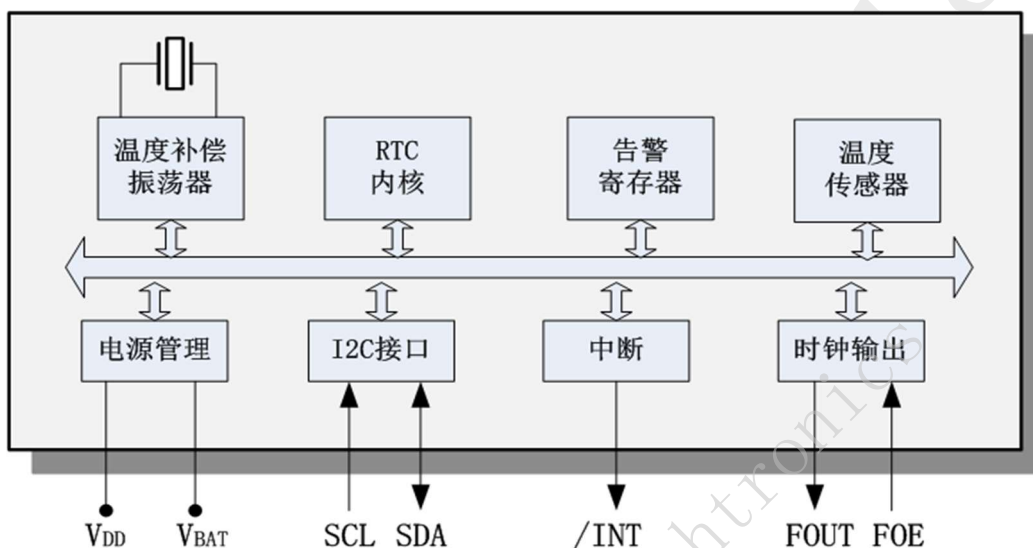 温度补偿
振荡器
RTC
内核
告警
寄存器
温度
传感器
电源管理
I2C接口
中断
时钟输出
VDD
VBAT
SCL
SDA
/INT
FOUT
FOE